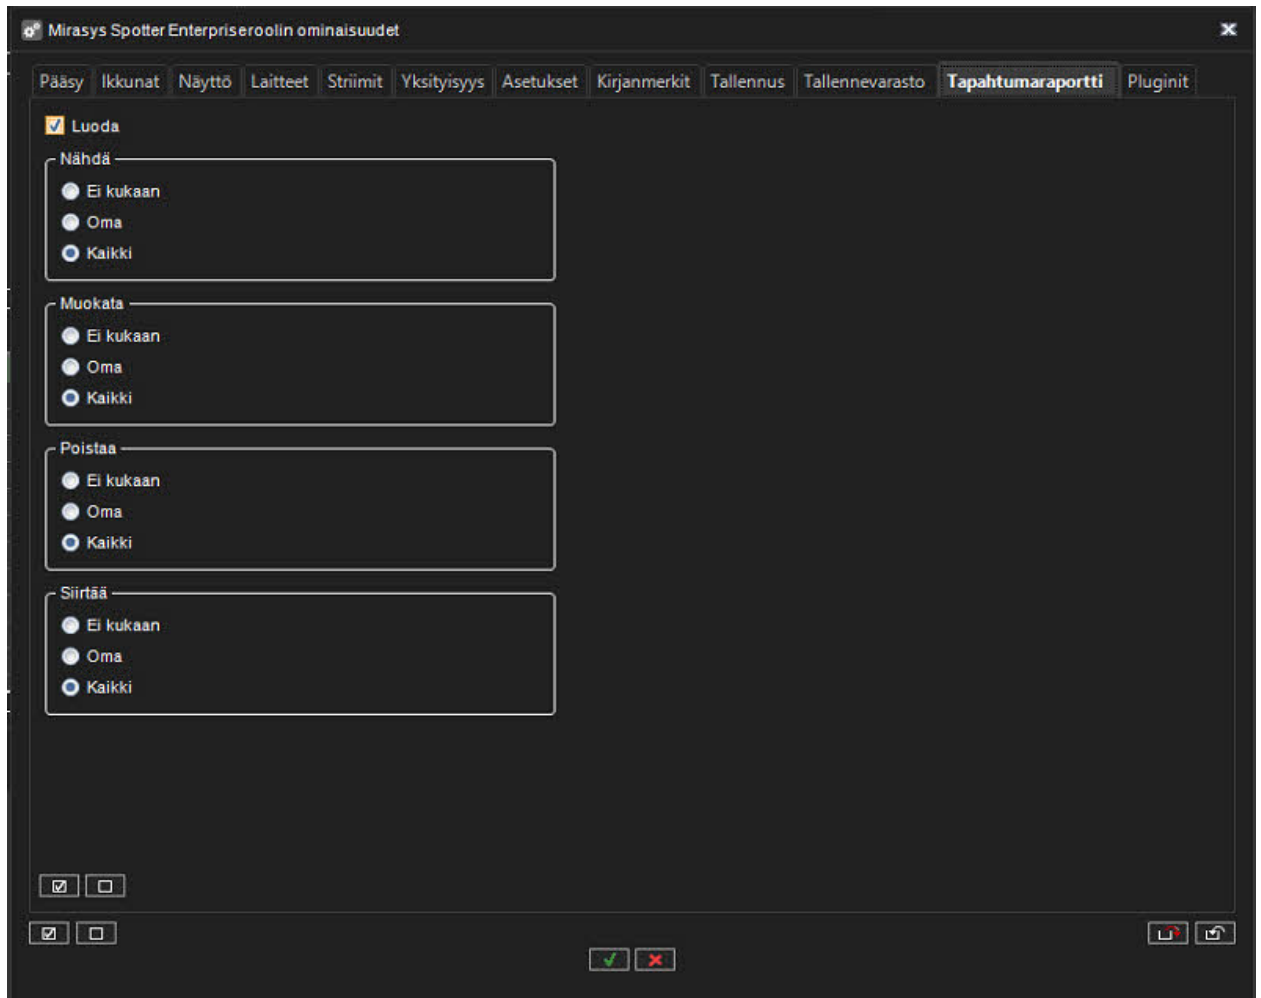 Mirasys Spotter Enterpriseroolin ominaisuudet
Pääsy Ikkunat Näyttö Laitteet Striimit Yksityisyys Asetukset Kirjanmerkit Tallennus Tallennevarasto Tapahtumaraportti Pluginit
Luoda
Nähdä
Ei kukaan
Oma
Kaikki
Muokata
Ei kukaan
Oma
Kaikki
Poistaa
Ei kukaan
Oma
Kaikki
Siirtää
Ei kukaan
Oma
Kaikki